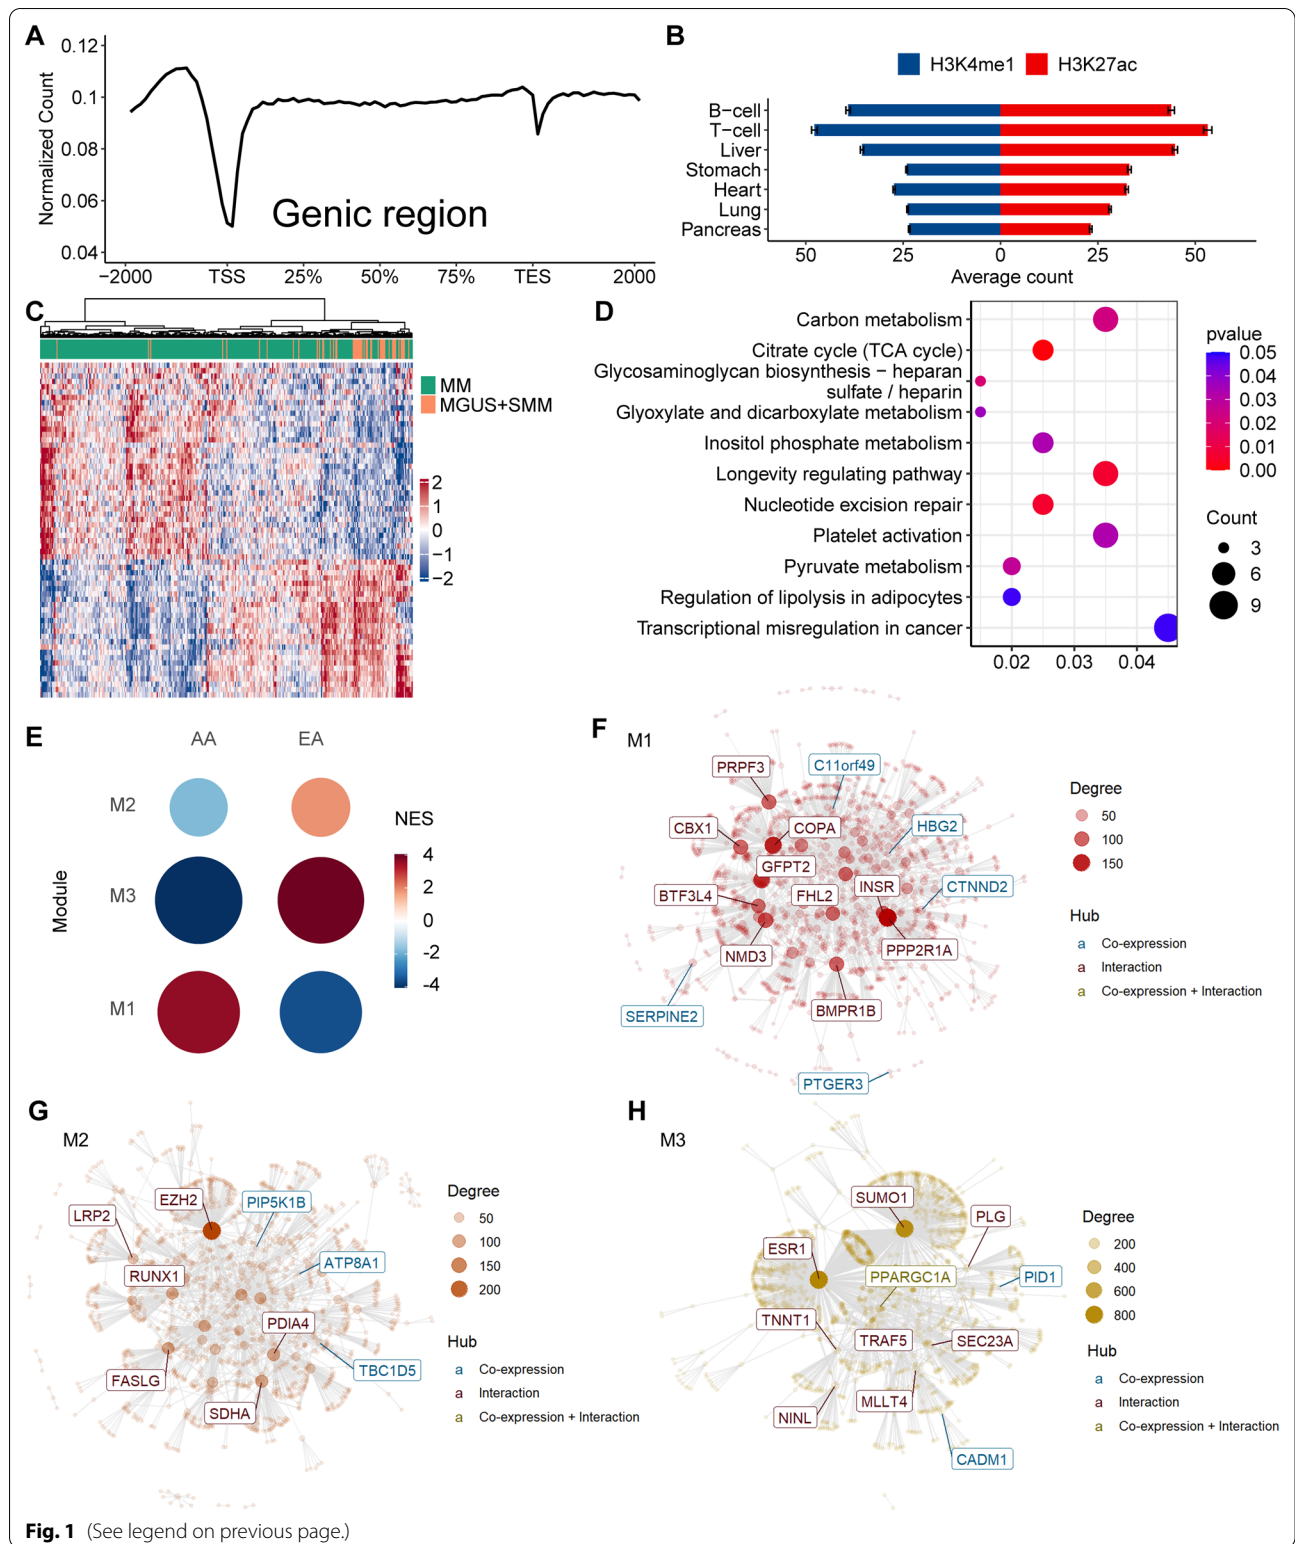 A
0.12
0.1
0.08
0.06
0.04
Normalized Count
Genic region
−2000
TSS
25%
50%
75%
TES
2000
B
H3K4me1
H3K27ac
B−cell
T−cell
Liver
Stomach
Heart
Lung
Pancreas
50
25
0
25
50
Average count
C
MM
MGUS+SMM
2
1
0
−1
−2
D
Carbon metabolism
Citrate cycle (TCA cycle)
Glycosaminoglycan biosynthesis − heparan
sulfate / heparin
Glyoxylate and dicarboxylate metabolism
Inositol phosphate metabolism
Longevity regulating pathway
Nucleotide excision repair
Platelet activation
Pyruvate metabolism
Regulation of lipolysis in adipocytes
Transcriptional misregulation in cancer
0.02
0.03
0.04
pvalue
0.05
0.04
0.03
0.02
0.01
0.00
Count
3
6
9
E
AA
EA
M2
M3
M1
Module
NES
4
2
0
-2
-4
F
M1
PRPF3
C11orf49
CBX1
COPA
HBG2
GFPT2
BTF3L4
FHL2
INSR
CTNND2
NMD3
PPP2R1A
SERPINE2
BMPR1B
PTGER3
Degree
50
100
150
Hub
a Co-expression
a Interaction
a Co-expression + Interaction
G
M2
EZH2
PIP5K1B
LRP2
ATP8A1
RUNX1
PDIA4
TBC1D5
FASLG
SDHA
Degree
50
100
150
200
Hub
a Co-expression
a Interaction
a Co-expression + Interaction
H
M3
SUMO1
PLG
ESR1
PPARGC1A
PID1
TNNT1
TRAF5
SEC23A
MLLT4
NINL
CADM1
Degree
200
400
600
800
Hub
a Co-expression
a Interaction
a Co-expression + Interaction
Fig. 1 (See legend on previous page.)